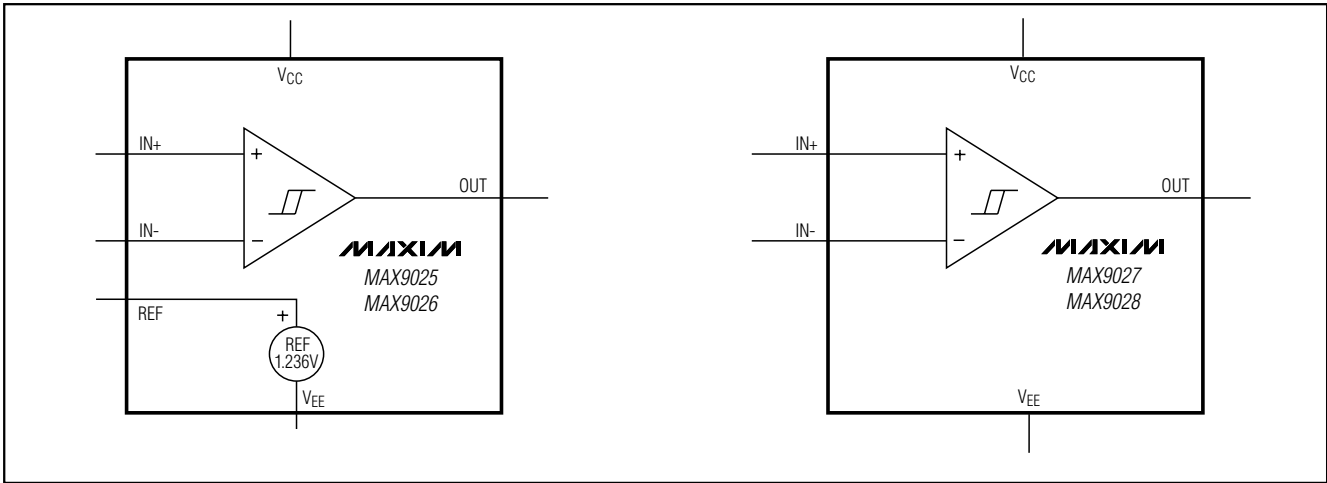 VCC
IN+
+
OUT
IN-
−
MAXIM
MAX9025
MAX9026
REF
+
REF
1.236V
VEE
VCC
IN+
+
OUT
IN-
−
MAXIM
MAX9027
MAX9028
VEE